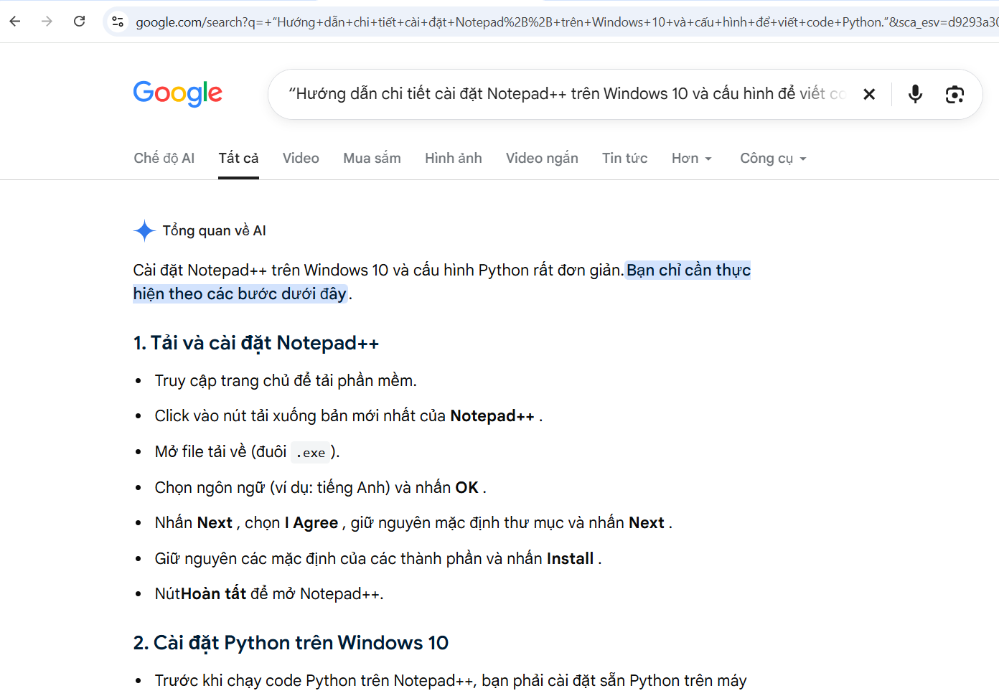 google.com/search?q=+“Hướng+dẫn+chi+tiết+cài+đặt+Notepad%2B%2B+trên+Windows+10+và+cấu+hình+để+viết+code+Python.”&sca_esv=d9293a30
Google
“Hướng dẫn chi tiết cài đặt Notepad++ trên Windows 10 và cấu hình để viết co
Chế độ AI Tất cả Video Mua sắm Hình ảnh Video ngắn Tin tức Hơn Công cụ
Tổng quan về AI
Cài đặt Notepad++ trên Windows 10 và cấu hình Python rất đơn giản. Bạn chỉ cần thực
hiện theo các bước dưới đây.
1. Tải và cài đặt Notepad++
• Truy cập trang chủ để tải phần mềm.
• Click vào nút tải xuống bản mới nhất của Notepad++ .
• Mở file tải về (đuôi .exe ).
• Chọn ngôn ngữ (ví dụ: tiếng Anh) và nhấn OK .
• Nhấn Next , chọn I Agree , giữ nguyên mặc định thư mục và nhấn Next .
• Giữ nguyên các mặc định của các thành phần và nhấn Install .
• NútHoàn tất để mở Notepad++.
2. Cài đặt Python trên Windows 10
• Trước khi chạy code Python trên Notepad++, bạn phải cài đặt sẵn Python trên máy